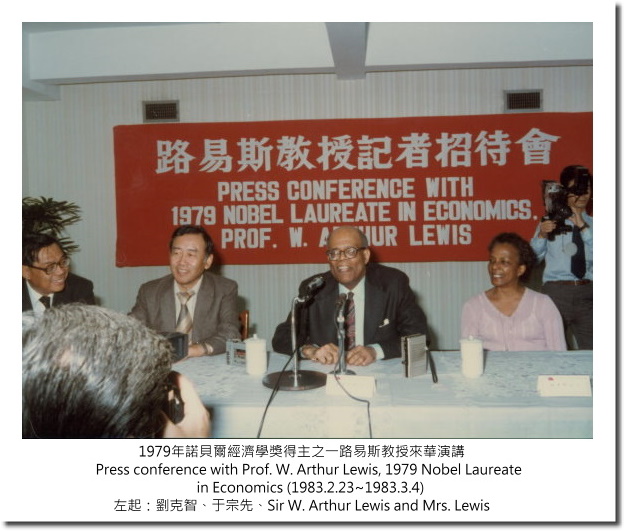 路易斯教授記者招待會
PRESS CONFERENCE WITH
1979 NOBEL LAUREATE IN ECONOMICS.
PROF. W. ARTHUR LEWIS
1979年諾貝爾經濟學獎得主之一路易斯教授來華演講
Press conference with Prof. W. Arthur Lewis, 1979 Nobel Laureate
in Economics (1983.2.23~1983.3.4)
左起：劉克智、于宗先、Sir W. Arthur Lewis and Mrs. Lewis